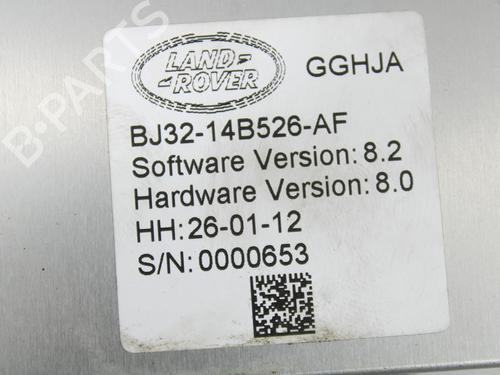 B-PARTS
LAND-
-ROVER
GGHJA
BJ32-14B526-AF
Software Version: 8.2
Hardware Version: 8.0
HH: 26-01-12
S/N: 0000653